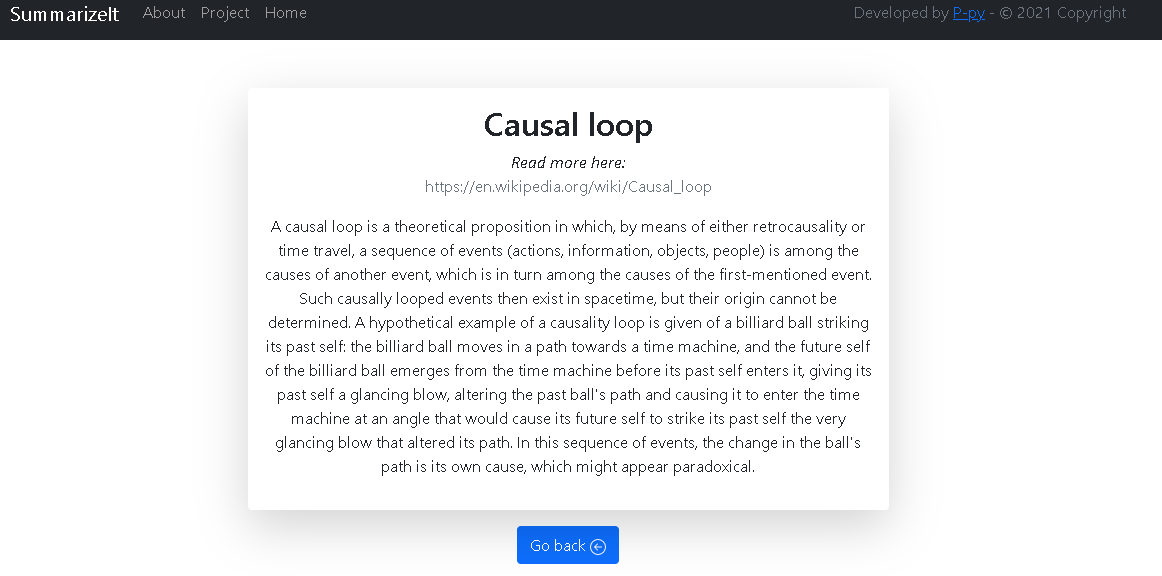 SummarizeIt About Project Home Developed by P-py - © 2021 Copyright
Causal loop
Read more here:
https://en.wikipedia.org/wiki/Causal_loop
A causal loop is a theoretical proposition in which, by means of either retrocausality or
time travel, a sequence of events (actions, information, objects, people) is among the
causes of another event, which is in turn among the causes of the first-mentioned event.
Such causally looped events then exist in spacetime, but their origin cannot be
determined. A hypothetical example of a causality loop is given of a billiard ball striking
its past self: the billiard ball moves in a path towards a time machine, and the future self
of the billiard ball emerges from the time machine before its past self enters it, giving its
past self a glancing blow, altering the past ball's path and causing it to enter the time
machine at an angle that would cause its future self to strike its past self the very
glancing blow that altered its path. In this sequence of events, the change in the ball's
path is its own cause, which might appear paradoxical.
Go back